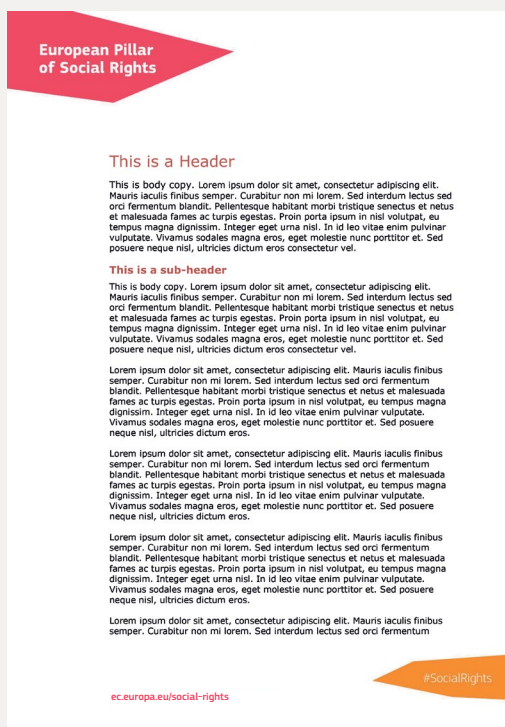 European Pillar
of Social Rights
This is a Header
This is body copy. Lorem ipsum dolor sit amet, consectetur adipiscing elit.
Mauris iaculis finibus semper. Curabitur non mi lorem. Sed interdum lectus sed
orci fermentum blandit. Pellentesque habitant morbi tristique senectus et netus
et malesuada fames ac turpis egestas. Proin porta ipsum in nisl volutpat, eu
tempus magna dignissim. Integer eget urna nisl. In id leo vitae enim pulvinar
vulputate. Vivamus sodales magna eros, eget molestie nunc porttitor et. Sed
posuere neque nisl, ultricies dictum eros consectetur vel.
This is a sub-header
This is body copy. Lorem ipsum dolor sit amet, consectetur adipiscing elit.
Mauris iaculis finibus semper. Curabitur non mi lorem. Sed interdum lectus sed
orci fermentum blandit. Pellentesque habitant morbi tristique senectus et netus
et malesuada fames ac turpis egestas. Proin porta ipsum in nisl volutpat, eu
tempus magna dignissim. Integer eget urna nisl. In id leo vitae enim pulvinar
vulputate. Vivamus sodales magna eros, eget molestie nunc porttitor et. Sed
posuere neque nisl, ultricies dictum eros consectetur vel.
Lorem ipsum dolor sit amet, consectetur adipiscing elit. Mauris iaculis finibus
semper. Curabitur non mi lorem. Sed interdum lectus sed orci fermentum
blandit. Pellentesque habitant morbi tristique senectus et netus et malesuada
fames ac turpis egestas. Proin porta ipsum in nisl volutpat, eu tempus magna
dignissim. Integer eget urna nisl. In id leo vitae enim pulvinar vulputate.
Vivamus sodales magna eros, eget molestie nunc porttitor et. Sed posuere
neque nisl, ultricies dictum eros.
Lorem ipsum dolor sit amet, consectetur adipiscing elit. Mauris iaculis finibus
semper. Curabitur non mi lorem. Sed interdum lectus sed orci fermentum
blandit. Pellentesque habitant morbi tristique senectus et netus et malesuada
fames ac turpis egestas. Proin porta ipsum in nisl volutpat, eu tempus magna
dignissim. Integer eget urna nisl. In id leo vitae enim pulvinar vulputate.
Vivamus sodales magna eros, eget molestie nunc porttitor et. Sed posuere
neque nisl, ultricies dictum eros.
Lorem ipsum dolor sit amet, consectetur adipiscing elit. Mauris iaculis finibus
semper. Curabitur non mi lorem. Sed interdum lectus sed orci fermentum
blandit. Pellentesque habitant morbi tristique senectus et netus et malesuada
fames ac turpis egestas. Proin porta ipsum in nisl volutpat, eu tempus magna
dignissim. Integer eget urna nisl. In id leo vitae enim pulvinar vulputate.
Vivamus sodales magna eros, eget molestie nunc porttitor et. Sed posuere
neque nisl, ultricies dictum eros.
Lorem ipsum dolor sit amet, consectetur adipiscing elit. Mauris iaculis finibus
semper. Curabitur non mi lorem. Sed interdum lectus sed orci fermentum
#SocialRights
ec.europa.eu/social-rights